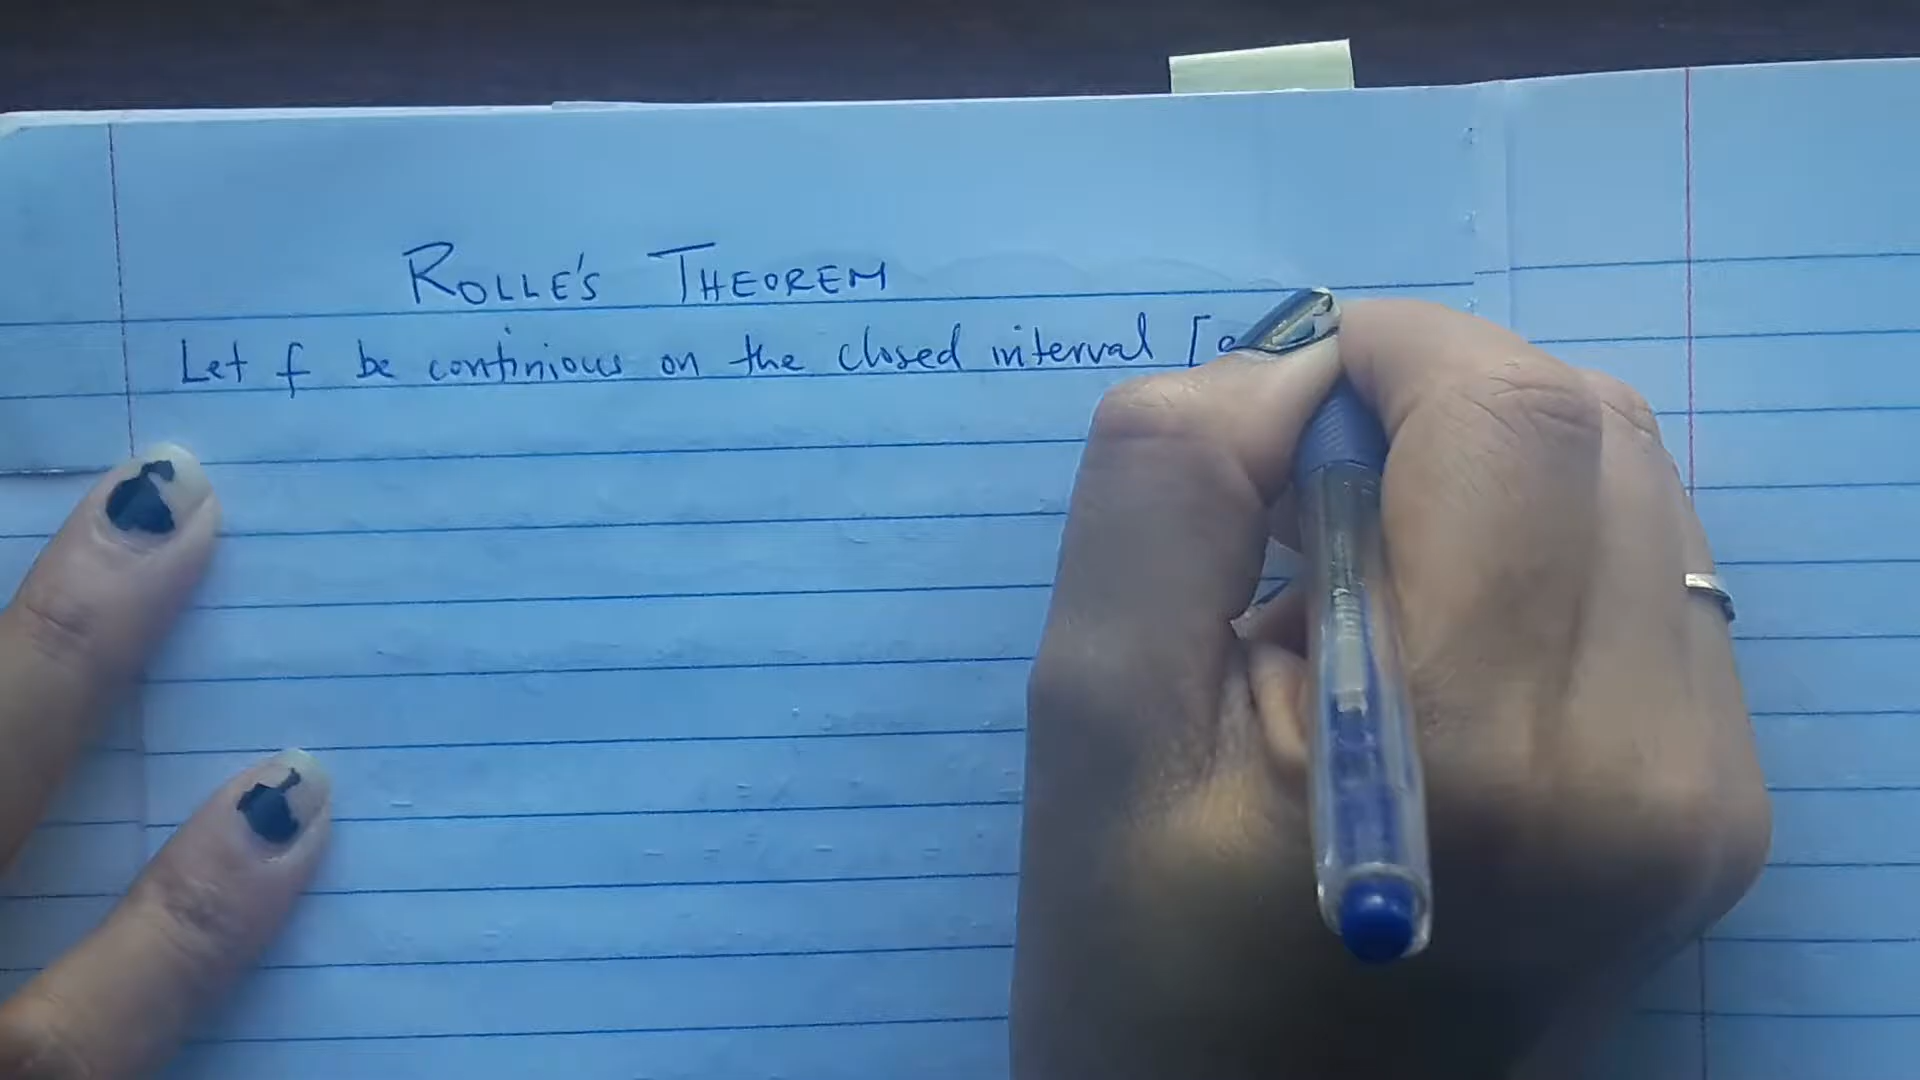 ROLLE'S THEOREM
Let f be continious on the closed interval [